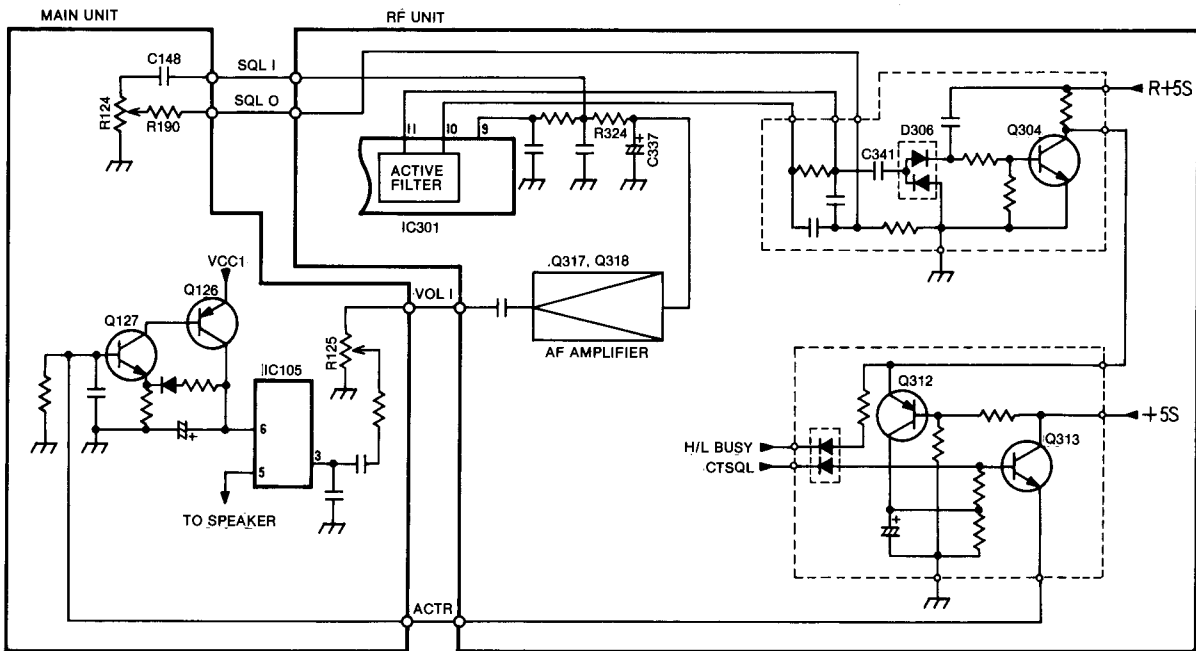 MAIN UNIT
RF UNIT
C148
SQL I
R124
R190
SQL O
11
10
9
R324
C337
ACTIVE
FILTER
IC301
R+5S
D306
Q304
C341
.Q317, Q318
AF AMPLIFIER
VCC1
Q126
Q127
VOL I
R125
IC105
6
5
3
TO SPEAKER
Q312
+5S
Q313
H/L BUSY
CTSQL
+
+
+
ACTR